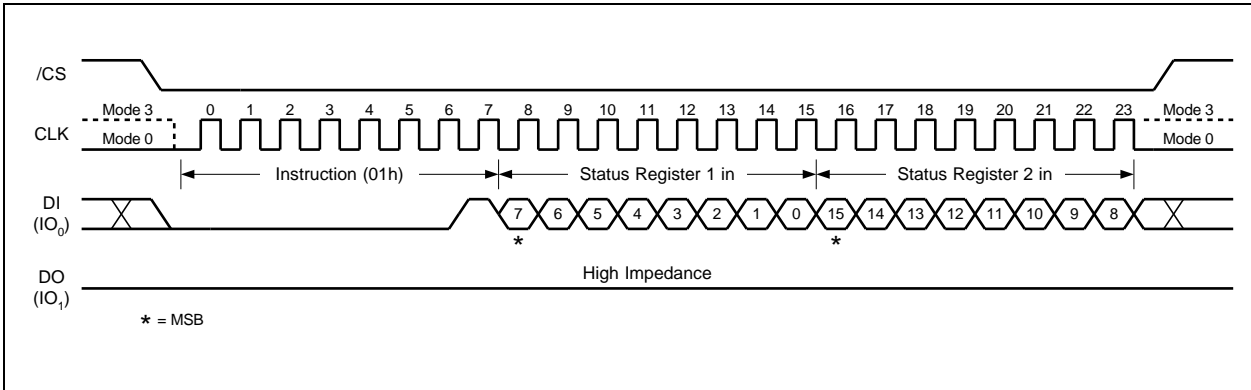 /CS
Mode 3 0 1 2 3 4 5 6 7 8 9 10 11 12 13 14 15 16 17 18 19 20 21 22 23 Mode 3
CLK
Mode 0 Mode 0
Instruction (01h) Status Register 1 in Status Register 2 in
DI
(IO₀) 7 6 5 4 3 2 1 0 15 14 13 12 11 10 9 8
* *
High Impedance
DO
(IO₁)
* = MSB